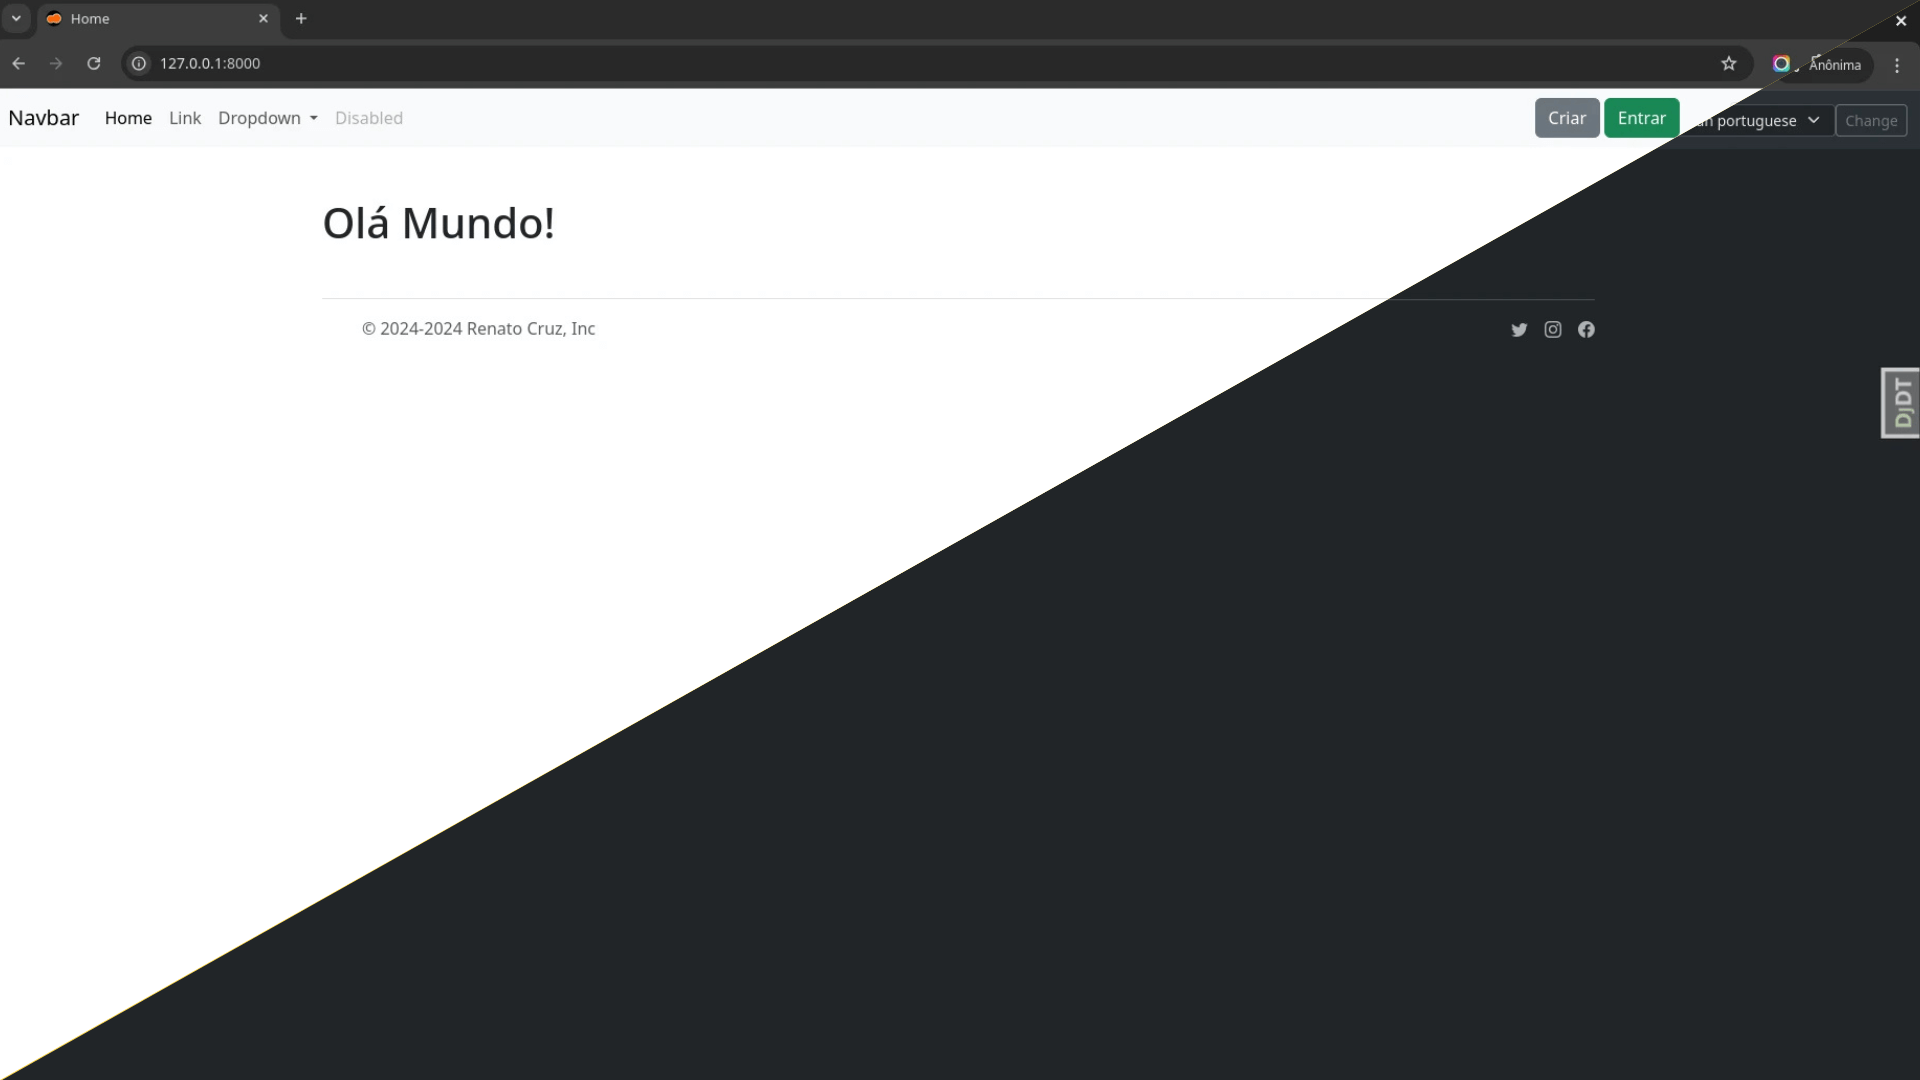 Home
127.0.0.1:8000
Anônima
Navbar Home Link Dropdown Disabled Criar Entrar portuguese Change
Olá Mundo!
© 2024-2024 Renato Cruz, Inc
DjDT